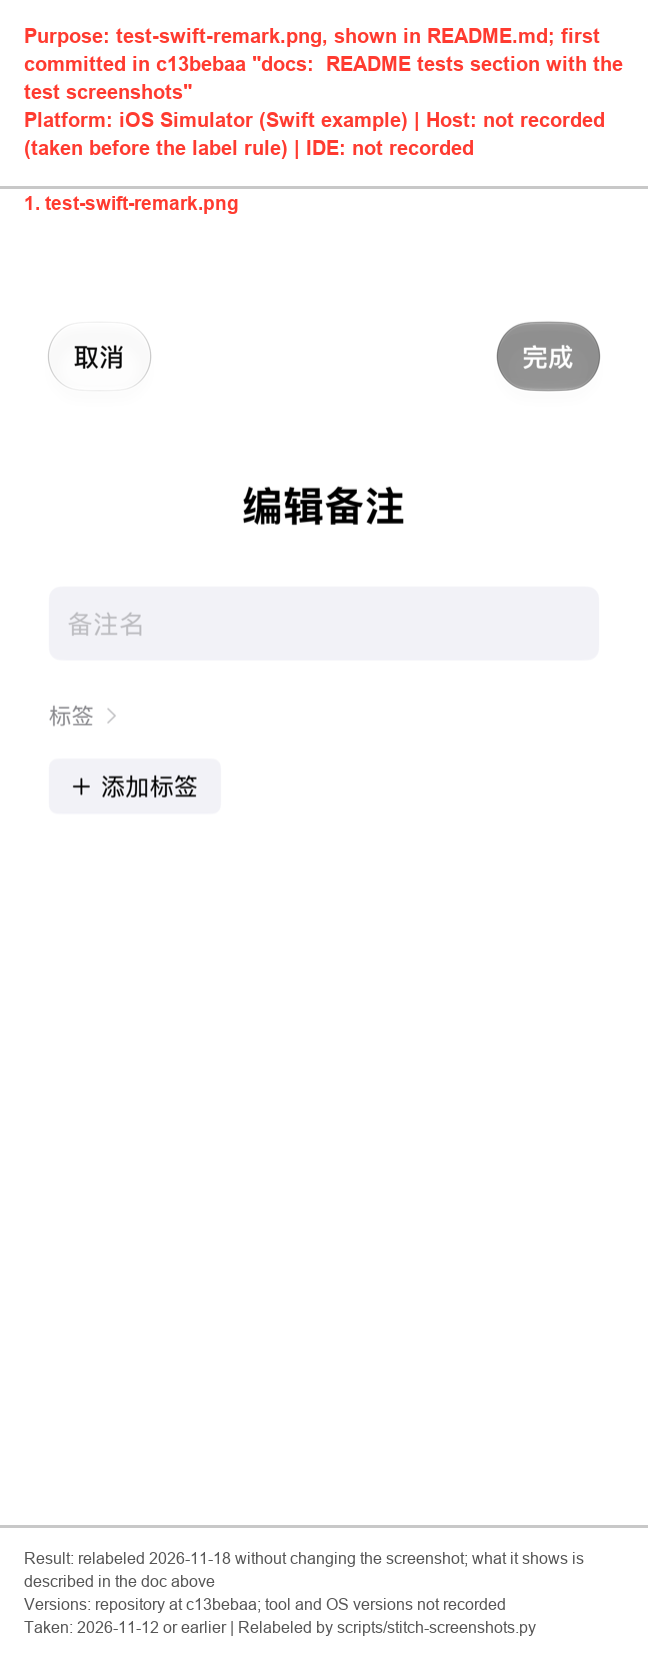 Purpose: test-swift-remark.png, shown in README.md; first
committed in c13bebaa "docs:  README tests section with the
test screenshots"
Platform: iOS Simulator (Swift example) | Host: not recorded
(taken before the label rule) | IDE: not recorded
1. test-swift-remark.png
取消
完成
编辑备注
备注名
标签 >
+ 添加标签
Result: relabeled 2026-11-18 without changing the screenshot; what it shows is
described in the doc above
Versions: repository at c13bebaa; tool and OS versions not recorded
Taken: 2026-11-12 or earlier | Relabeled by scripts/stitch-screenshots.py